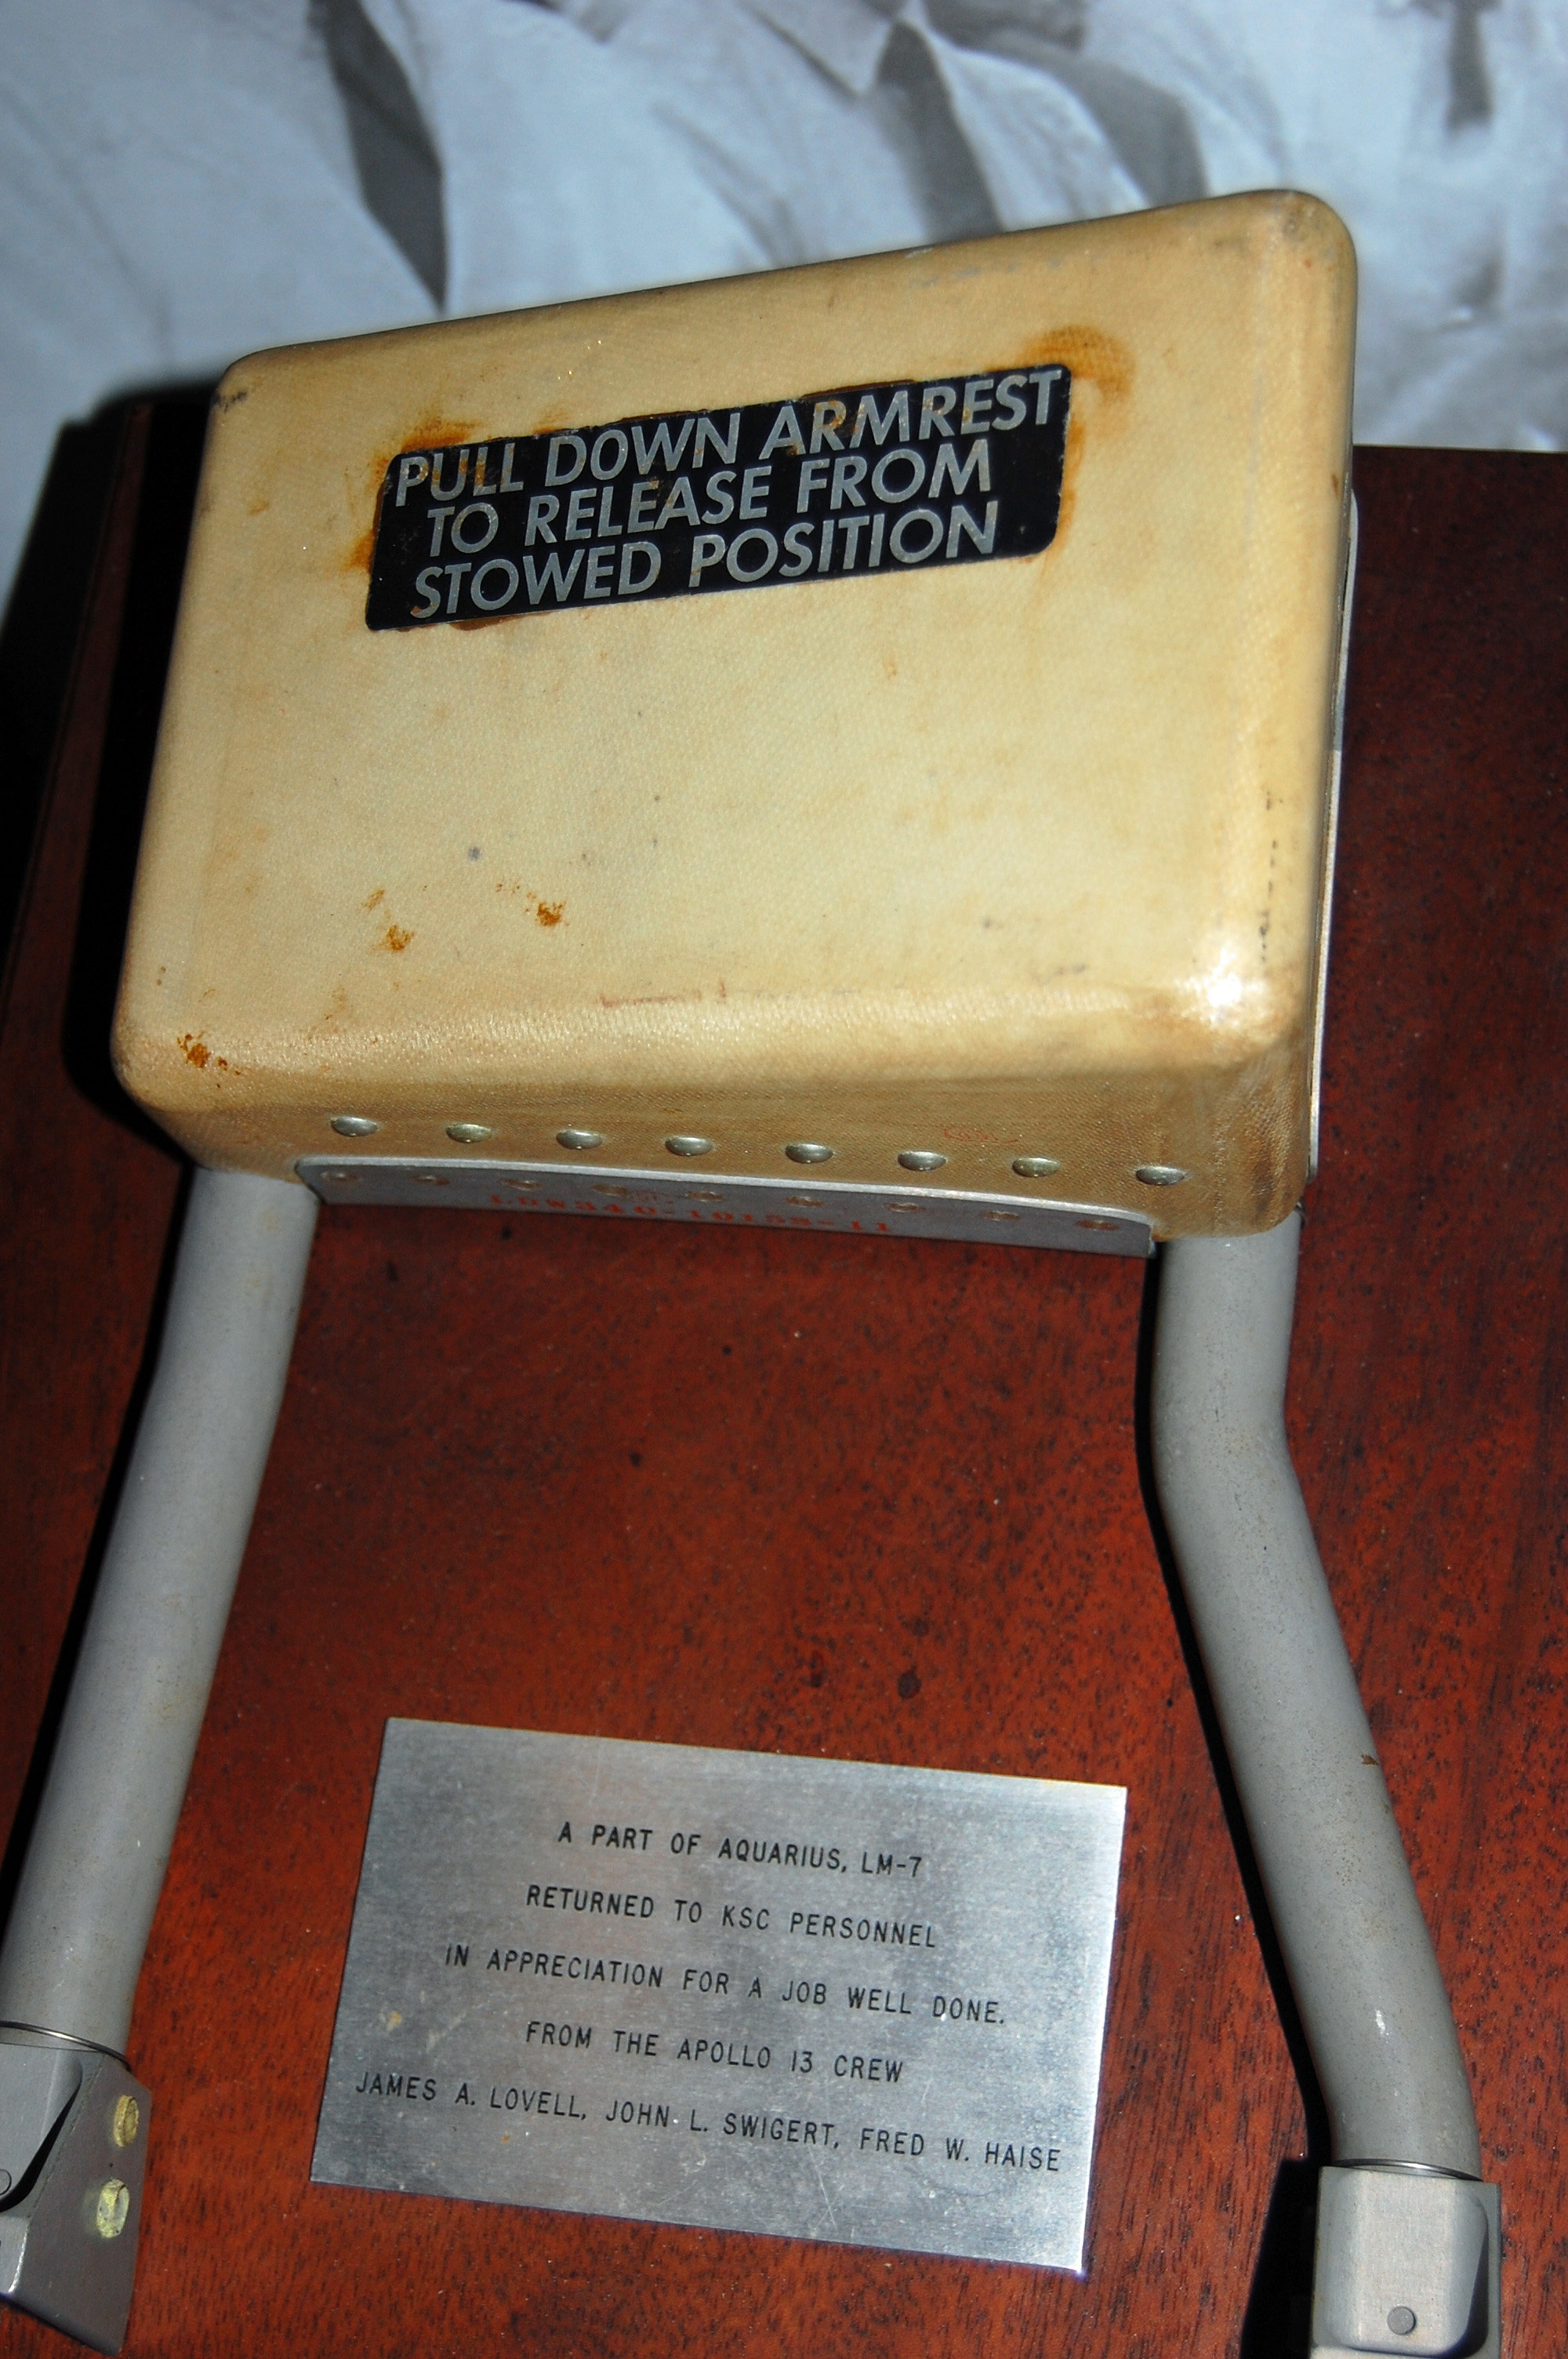 PULL DOWN ARMREST
TO RELEASE FROM
STOWED POSITION
A PART OF AQUARIUS, LM-7
RETURNED TO KSC PERSONNEL
IN APPRECIATION FOR A JOB WELL DONE.
FROM THE APOLLO 13 CREW
JAMES A. LOVELL, JOHN L. SWIGERT, FRED W. HAISE